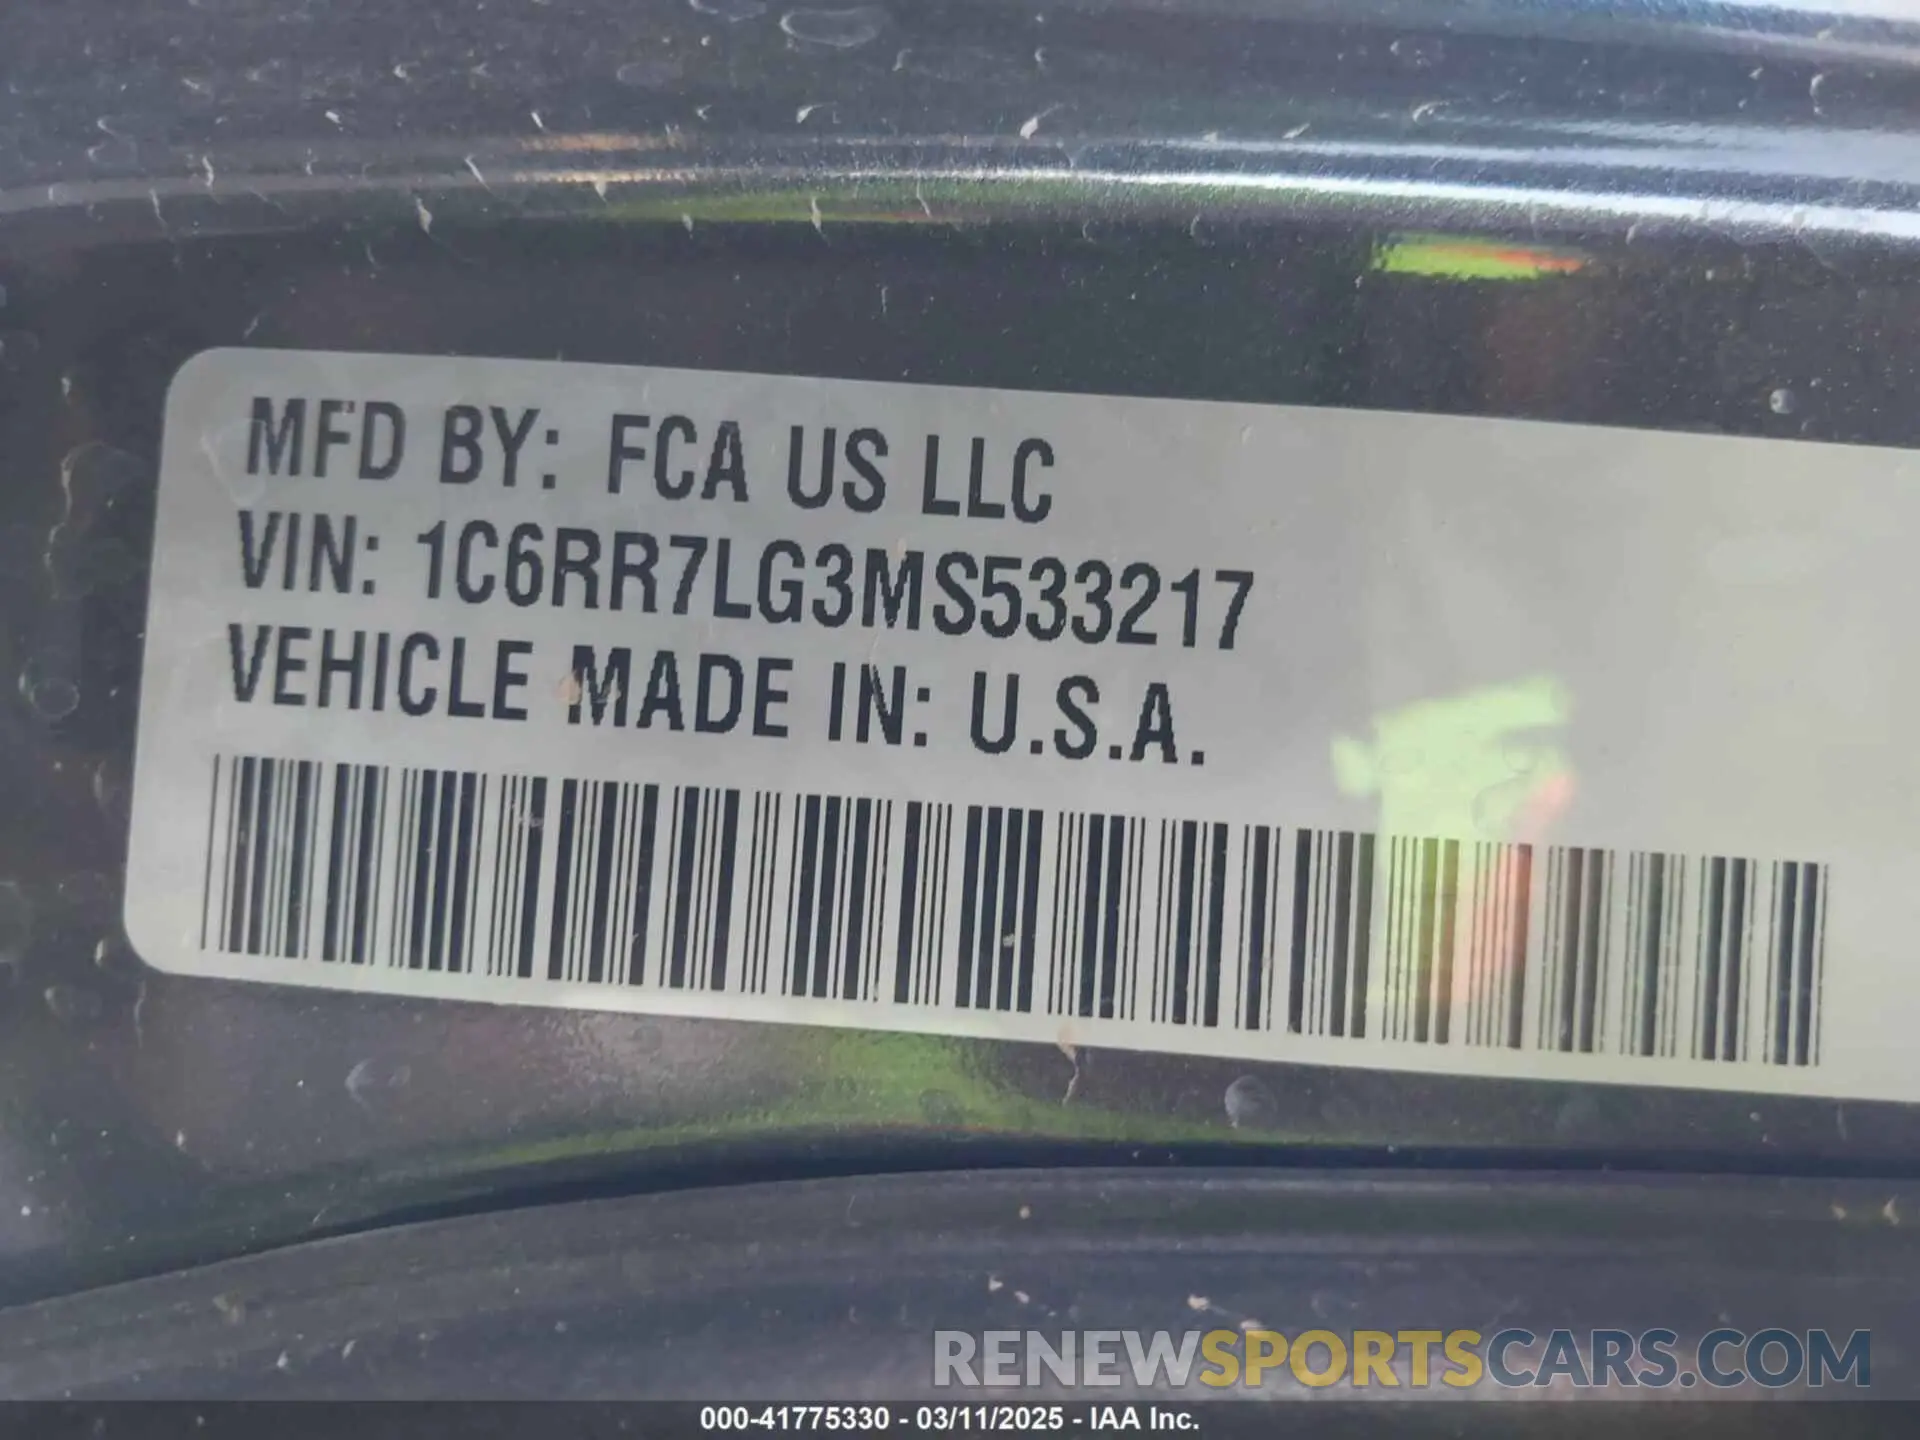 MFD BY: FCA US LLC
VIN: 1C6RR7LG3MS533217
VEHICLE MADE IN: U.S.A.
RENEWSPORTSCARS.COM
000-41775330 - 03/11/2025 - IAA Inc.